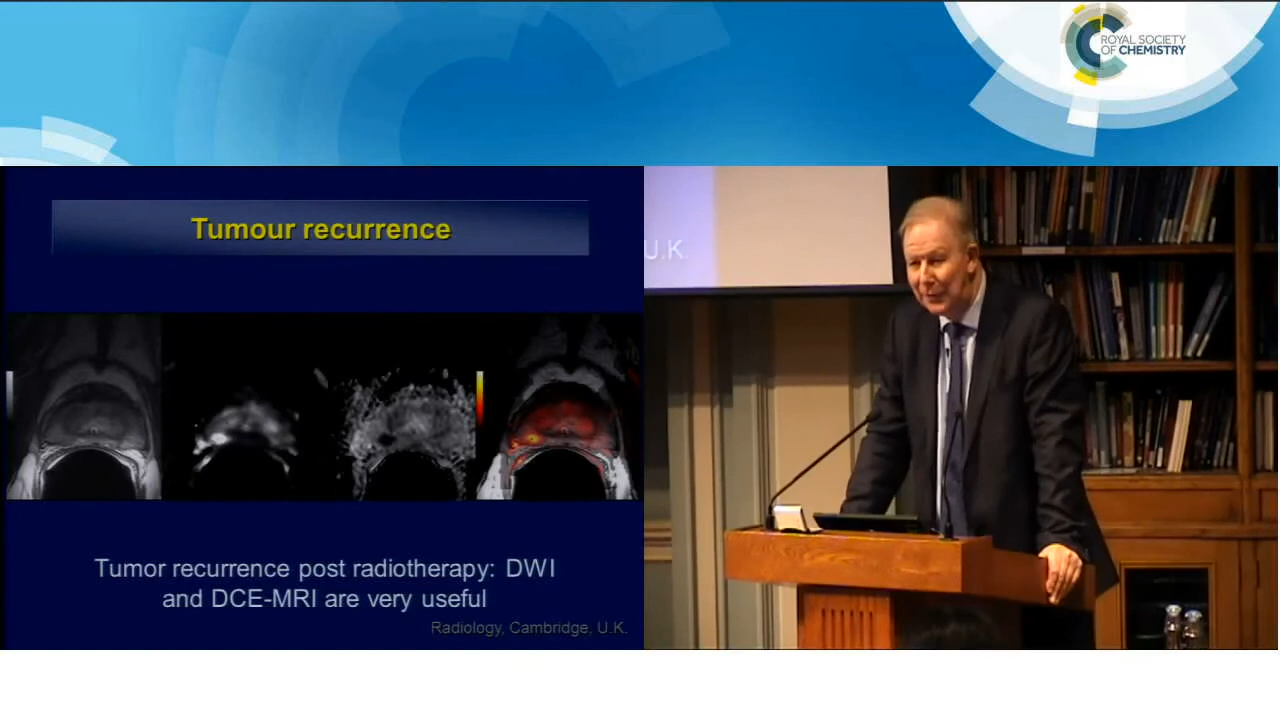 ROYAL SOCIETY
OF CHEMISTRY
Tumour recurrence
U.K.
Tumor recurrence post radiotherapy: DWI
and DCE-MRI are very useful
Radiology, Cambridge, U.K.